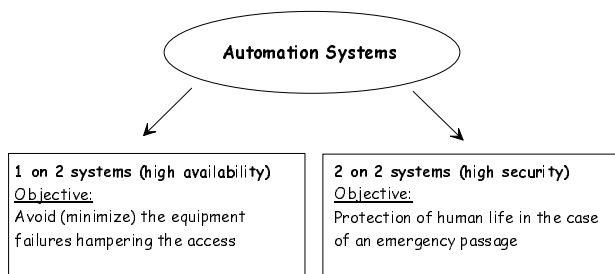 Automation Systems
1 on 2 systems (high availability)
Objective:
Avoid (minimize) the equipment
failures hampering the access
2 on 2 systems (high security)
Objective:
Protection of human life in the case
of an emergency passage